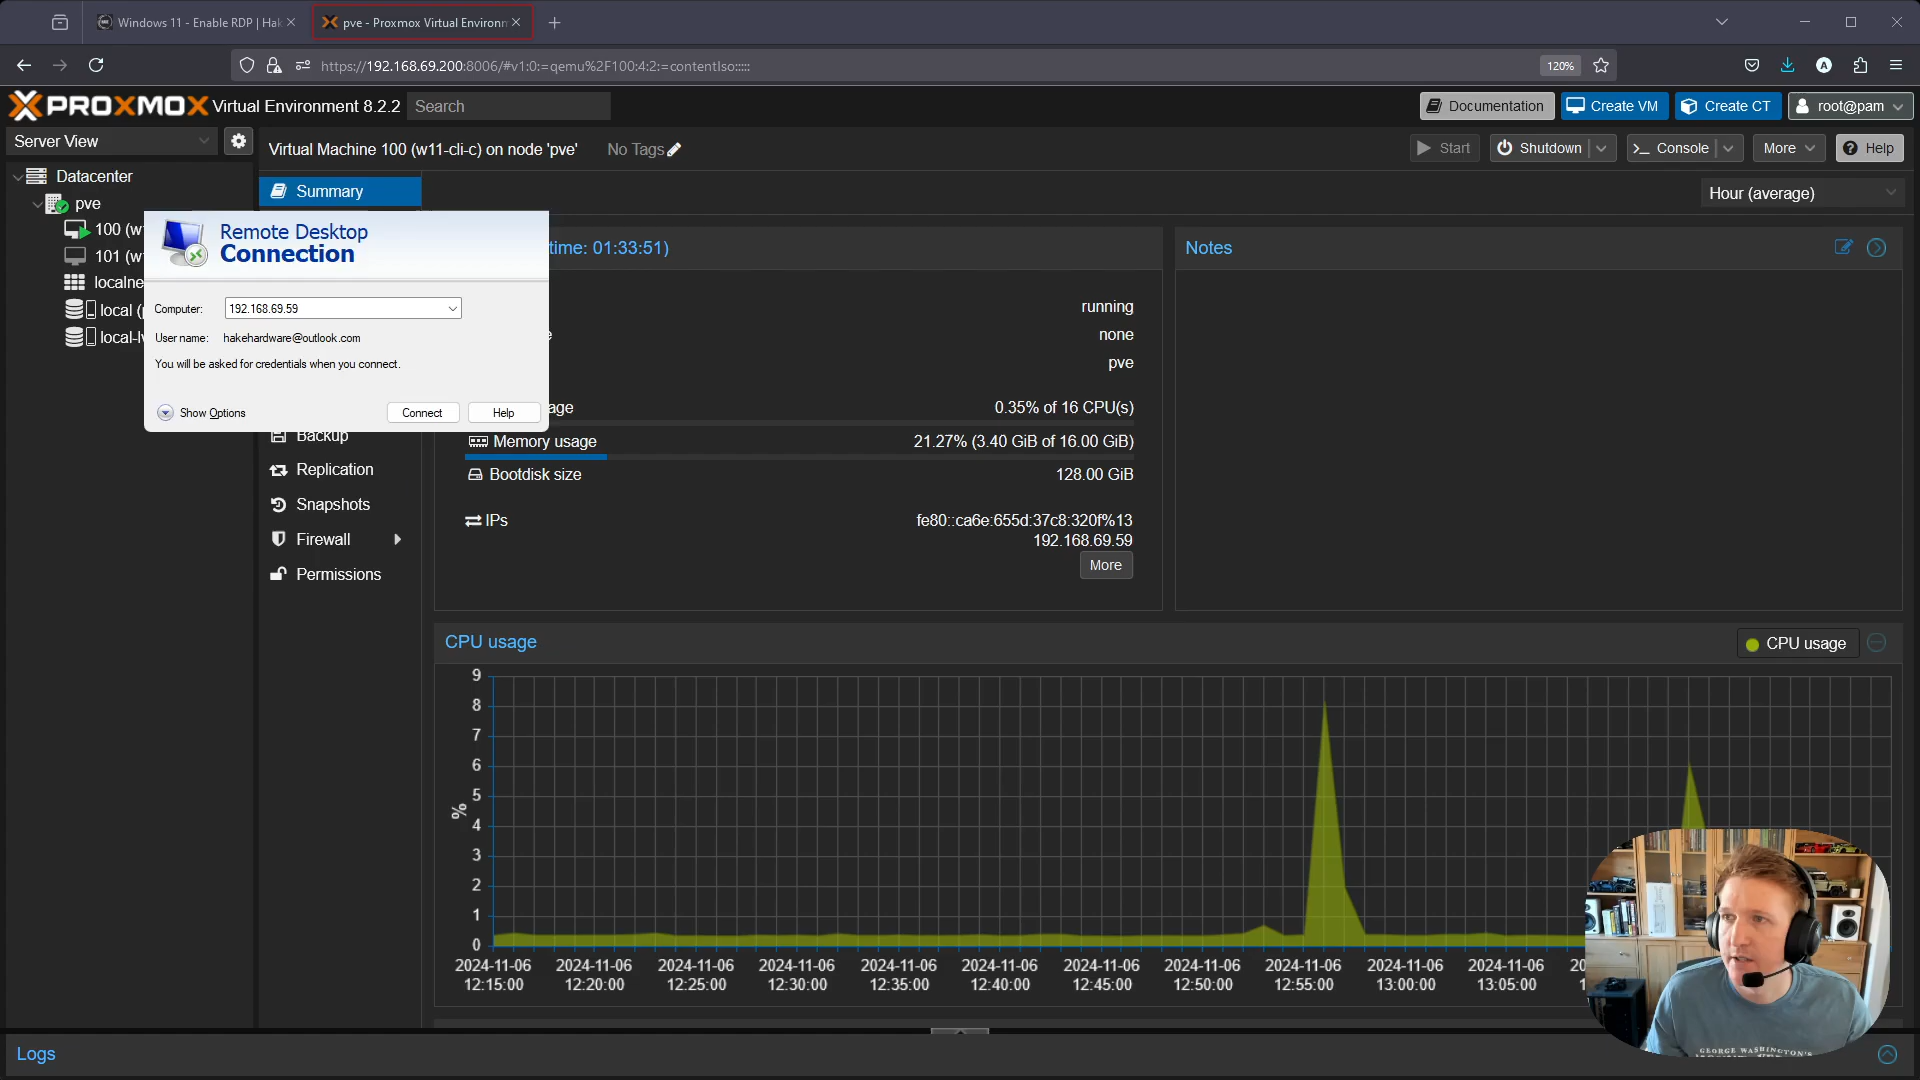 Windows 11 - Enable RDP | Hak
pve - Proxmox Virtual Environm
https://192.168.69.200:8006/#v1:0:=qemu%2F100:4:2:=contentIso:::::
120%
A
PROXMOX Virtual Environment 8.2.2
Search
Documentation
Create VM
Create CT
root@pam
Server View
Virtual Machine 100 (w11-cli-c) on node 'pve'
No Tags
Start
Shutdown
Console
More
Help
Datacenter
pve
100 (w
101 (w
localne
local (
local-l
Summary
Hour (average)
Remote Desktop
Connection
Computer:
192.168.69.59
User name:
hakehardware@outlook.com
You will be asked for credentials when you connect.
Show Options
Connect
Help
Backup
Replication
Snapshots
Firewall
Permissions
time: 01:33:51)
running
none
pve
age
0.35% of 16 CPU(s)
Memory usage
21.27% (3.40 GiB of 16.00 GiB)
Bootdisk size
128.00 GiB
IPs
fe80::ca6e:655d:37c8:320f%13
192.168.69.59
More
Notes
CPU usage
CPU usage
%
9
8
7
6
5
4
3
2
1
0
2024-11-06
12:15:00
2024-11-06
12:20:00
2024-11-06
12:25:00
2024-11-06
12:30:00
2024-11-06
12:35:00
2024-11-06
12:40:00
2024-11-06
12:45:00
2024-11-06
12:50:00
2024-11-06
12:55:00
2024-11-06
13:00:00
2024-11-06
13:05:00
GEORGE WASHINGTON'S
Logs